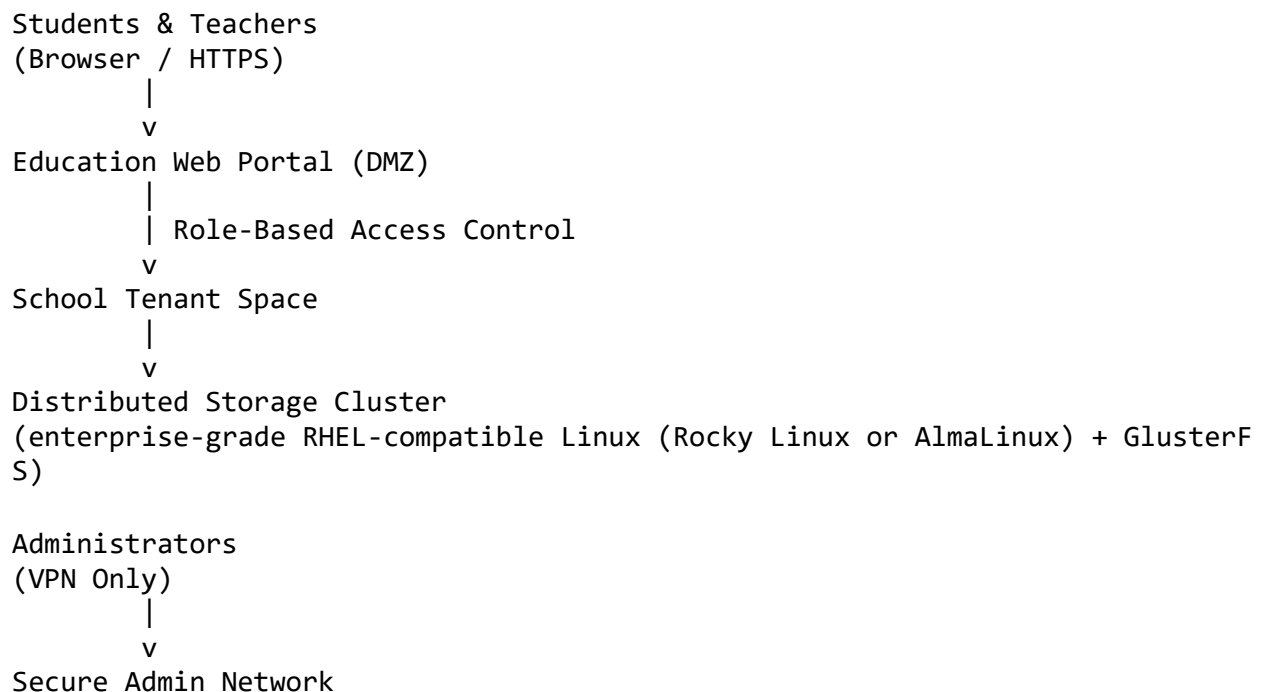 Students & Teachers
(Browser / HTTPS)
|
v
Education Web Portal (DMZ)
|
| Role-Based Access Control
v
School Tenant Space
|
v
Distributed Storage Cluster
(enterprise-grade RHEL-compatible Linux (Rocky Linux or AlmaLinux) + GlusterF
S)
Administrators
(VPN Only)
|
v
Secure Admin Network